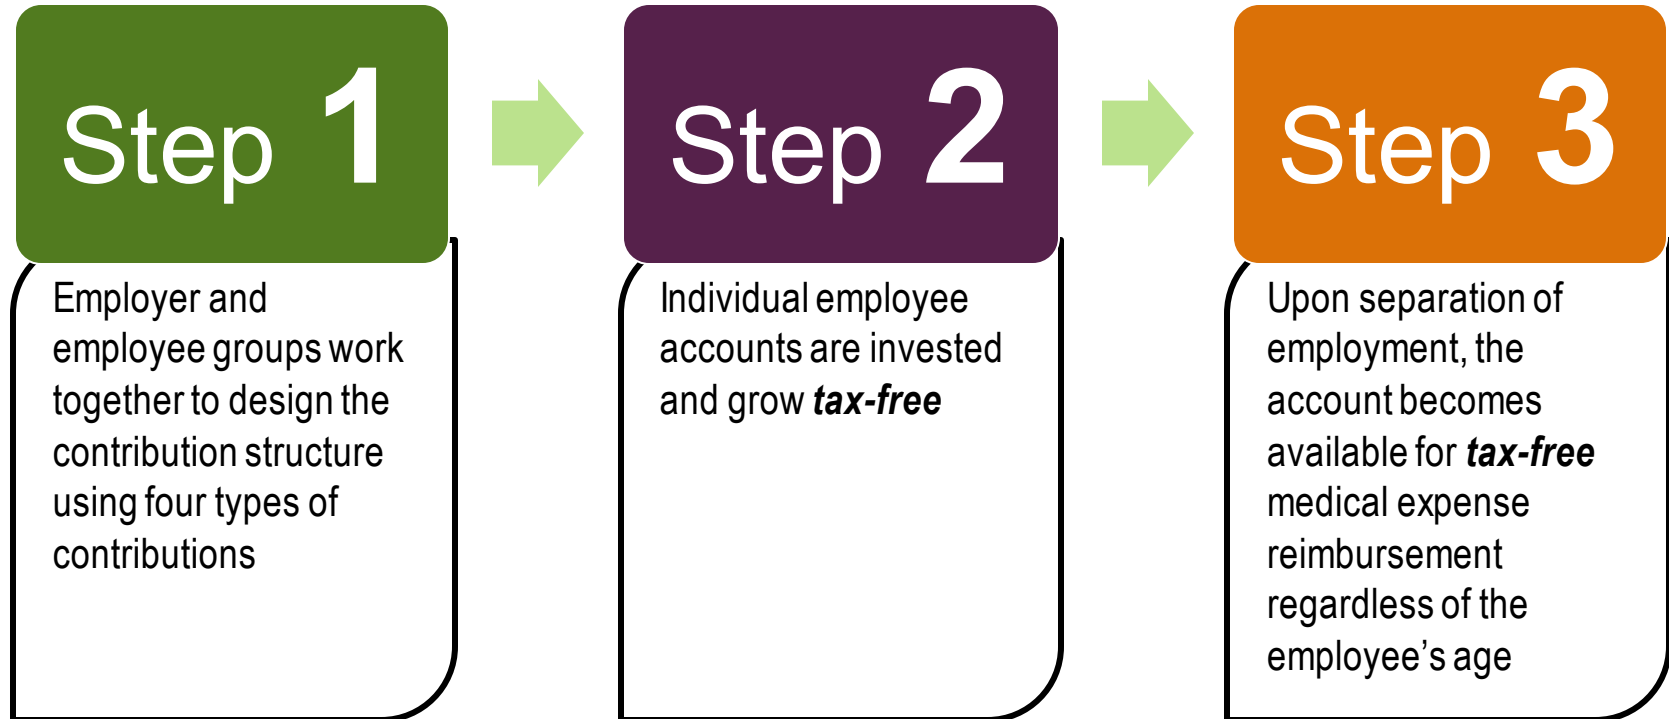 Step 1
Employer and
employee groups work
together to design the
contribution structure
using four types of
contributions
Step 2
Individual employee
accounts are invested
and grow tax-free
Step 3
Upon separation of
employment, the
account becomes
available for tax-free
medical expense
reimbursement
regardless of the
employee’s age